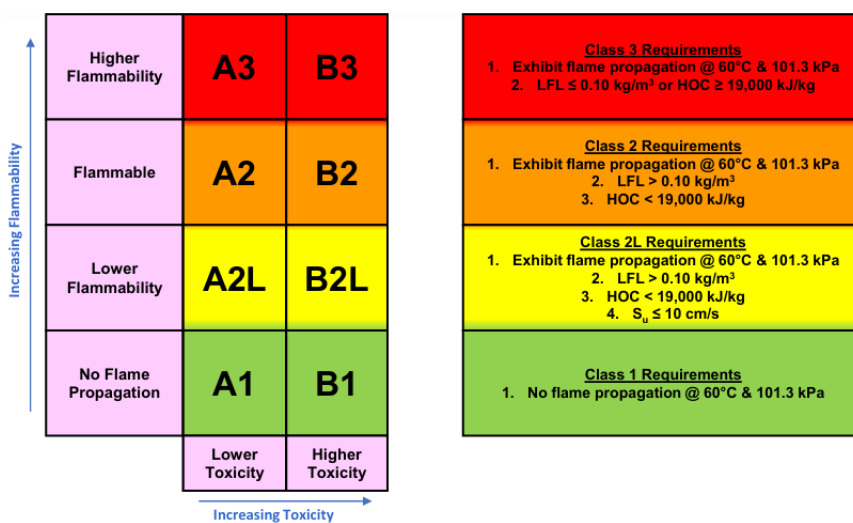 Increasing Flammability
Higher
Flammability
A3
B3
Flammable
A2
B2
Lower
Flammability
A2L
B2L
No Flame
Propagation
A1
B1
Lower
Toxicity
Higher
Toxicity
Increasing Toxicity
Class 3 Requirements
1. Exhibit flame propagation @ 60°C & 101.3 kPa
2. LFL ≤ 0.10 kg/m³ or HOC ≥ 19,000 kJ/kg
Class 2 Requirements
1. Exhibit flame propagation @ 60°C & 101.3 kPa
2. LFL > 0.10 kg/m³
3. HOC < 19,000 kJ/kg
Class 2L Requirements
1. Exhibit flame propagation @ 60°C & 101.3 kPa
2. LFL > 0.10 kg/m³
3. HOC < 19,000 kJ/kg
4. Sᵤ ≤ 10 cm/s
Class 1 Requirements
1. No flame propagation @ 60°C & 101.3 kPa